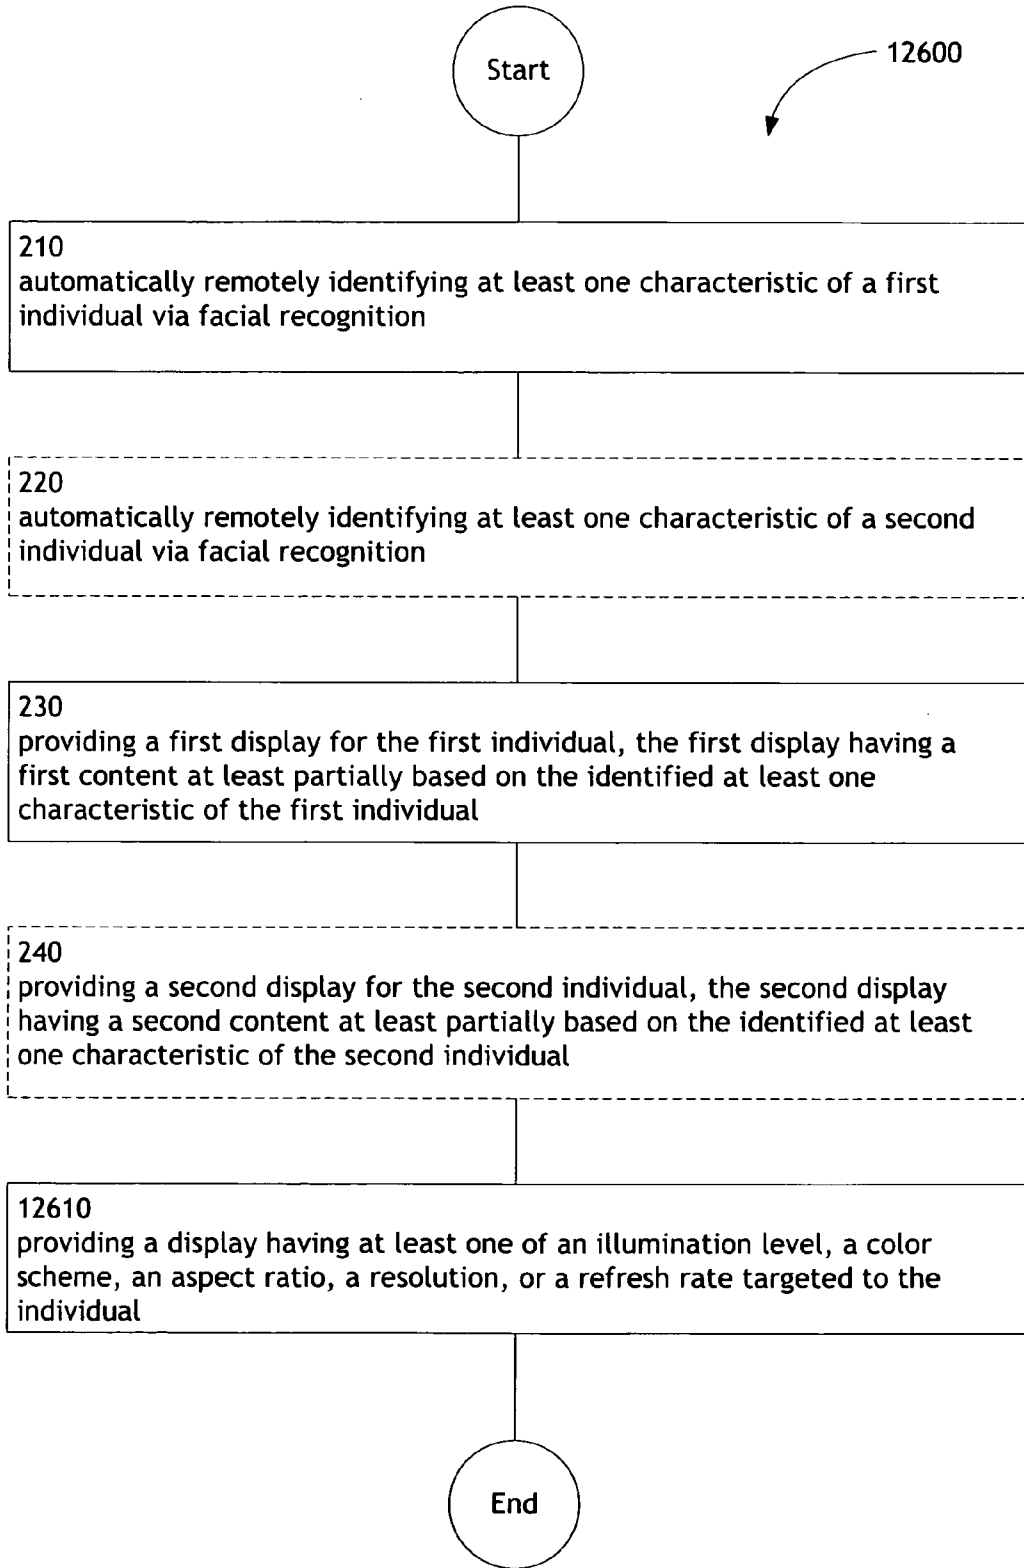 Start
12600
210
automatically remotely identifying at least one characteristic of a first
individual via facial recognition
220
automatically remotely identifying at least one characteristic of a second
individual via facial recognition
230
providing a first display for the first individual, the first display having a
first content at least partially based on the identified at least one
characteristic of the first individual
240
providing a second display for the second individual, the second display
having a second content at least partially based on the identified at least
one characteristic of the second individual
12610
providing a display having at least one of an illumination level, a color
scheme, an aspect ratio, a resolution, or a refresh rate targeted to the
individual
End